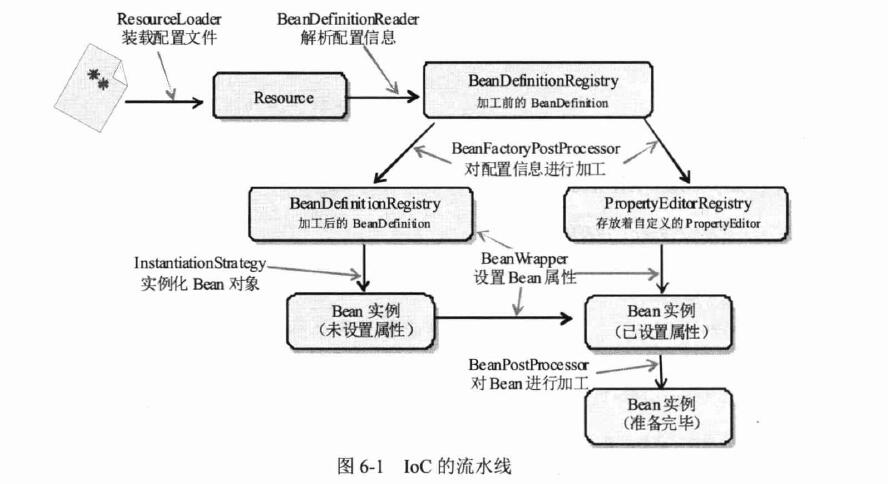 ResourceLoader
装载配置文件
BeanDefinitionReader
解析配置信息
Resource
BeanDefinitionRegistry
加工前的 BeanDefinition
BeanFactoryPostProcessor
对配置信息进行加工
BeanDefinitionRegistry
加工后的 BeanDefinition
PropertyEditorRegistry
存放着自定义的 PropertyEditor
InstantiationStrategy
实例化 Bean 对象
BeanWrapper
设置 Bean 属性
Bean 实例
（未设置属性）
Bean 实例
（已设置属性）
BeanPostProcessor
对 Bean 进行加工
Bean 实例
（准备完毕）
图 6-1 IoC 的流水线